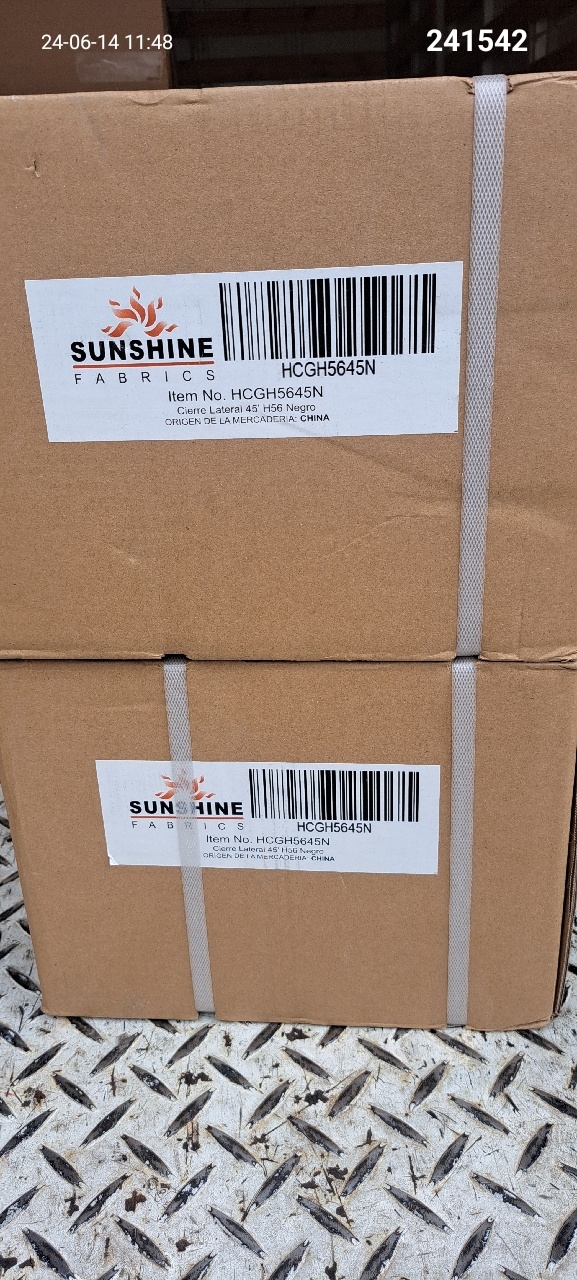 24-06-14 11:48
241542
SUNSHINE
FABRICS
HCGH5645N
Item No. HCGH5645N
Cierre Lateral 45' H56 Negro
ORIGEN DE LA MERCADERIA: CHINA
SUNSHINE
FABRICS
HCGH5645N
Item No. HCGH5645N
Cierre Lateral 45' H56 Negro
ORIGEN DE LA MERCADERIA: CHINA